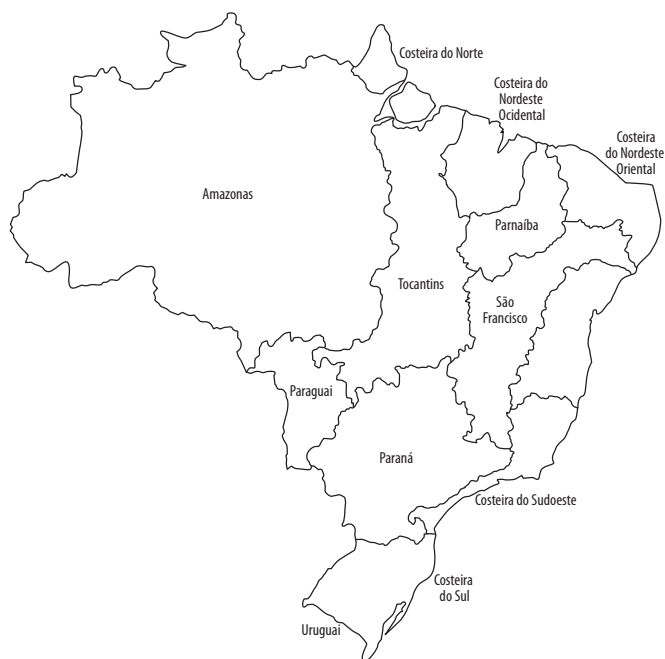 Costeira do Norte
Costeira do
Nordeste
Ocidental
Costeira
do Nordeste
Oriental
Amazonas
Parnaíba
Tocantins
São
Francisco
Paraguai
Paraná
Costeira do Sudoeste
Costeira
do Sul
Uruguai